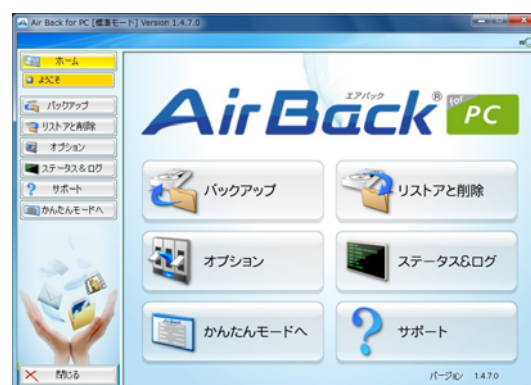 Air Back for PC [標準モード] Version 1.4.7.0
ホーム
ようこそ
バックアップ
リストアと削除
オプション
ステータス&ログ
サポート
かんたんモードへ
閉じる
エアバック
Air Back® for PC
バックアップ
リストアと削除
オプション
ステータス&ログ
かんたんモードへ
サポート
バージョン 1.4.7.0